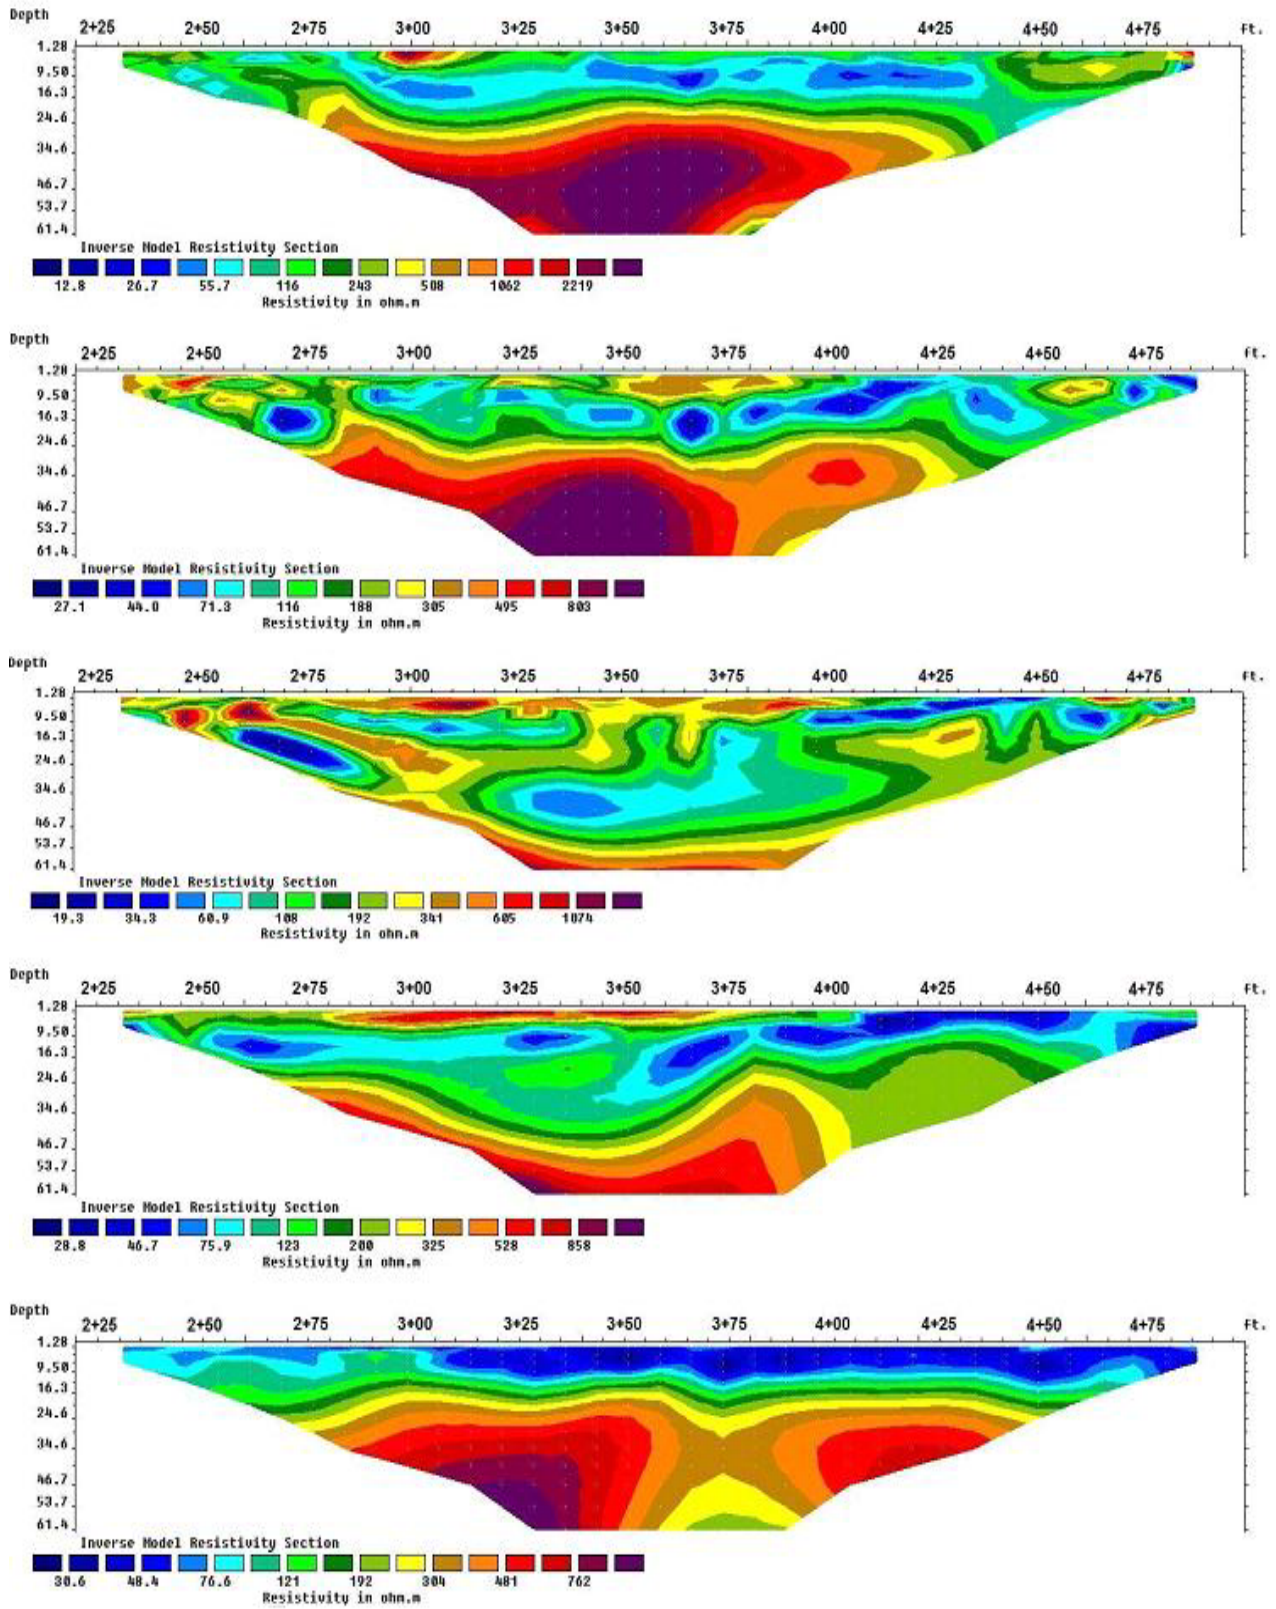 Depth
2+25 2+50 2+75 3+00 3+25 3+50 3+75 4+00 4+25 4+50 4+75 ft.
1.28
9.50
16.3
24.6
34.6
46.7
53.7
61.4
Inverse Model Resistivity Section
12.8 26.7 55.7 116 243 508 1062 2219
Resistivity in ohm.m
Depth
2+25 2+50 2+75 3+00 3+25 3+50 3+75 4+00 4+25 4+50 4+75 ft.
1.28
9.50
16.3
24.6
34.6
46.7
53.7
61.4
Inverse Model Resistivity Section
27.1 44.0 71.3 116 188 305 495 803
Resistivity in ohm.m
Depth
2+25 2+50 2+75 3+00 3+25 3+50 3+75 4+00 4+25 4+50 4+75 ft.
1.28
9.50
16.3
24.6
34.6
46.7
53.7
61.4
Inverse Model Resistivity Section
19.3 34.3 60.9 108 192 341 605 1074
Resistivity in ohm.m
Depth
2+25 2+50 2+75 3+00 3+25 3+50 3+75 4+00 4+25 4+50 4+75 ft.
1.28
9.50
16.3
24.6
34.6
46.7
53.7
61.4
Inverse Model Resistivity Section
28.8 46.7 75.9 123 200 325 528 858
Resistivity in ohm.m
Depth
2+25 2+50 2+75 3+00 3+25 3+50 3+75 4+00 4+25 4+50 4+75 ft.
1.28
9.50
16.3
24.6
34.6
46.7
53.7
61.4
Inverse Model Resistivity Section
30.6 48.4 76.6 121 192 304 481 762
Resistivity in ohm.m